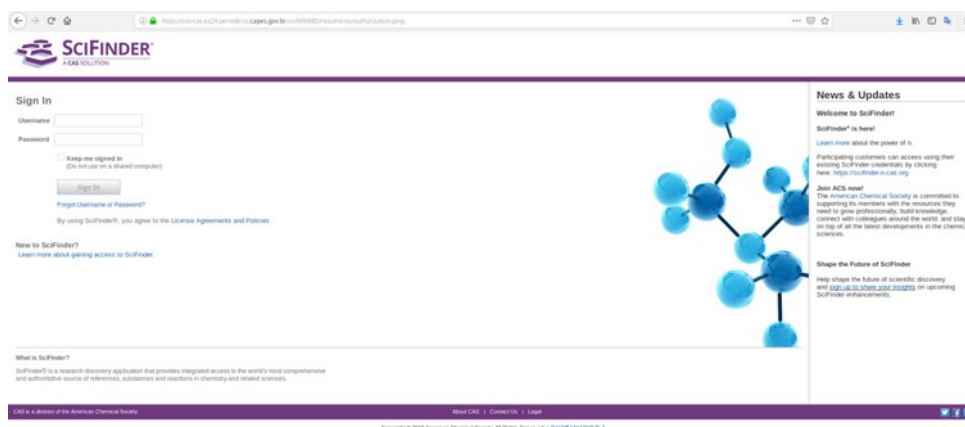 SCIFINDER®
A CAS SOLUTION
Sign In
Username
Password
Keep me signed in
(Do not use on a shared computer)
Sign In
Forgot Username or Password?
By using SciFinder®, you agree to the License Agreements and Policies.
New to SciFinder?
Learn more about gaining access to SciFinder.
What is SciFinder?
SciFinder® is a research discovery application that provides integrated access to the world's most comprehensive
and authoritative source of references, substances and reactions in chemistry and related sciences.
News & Updates
Welcome to SciFinder!
SciFinder® is here!
Learn more about the power of n.
Participating customers can access using their
existing SciFinder credentials by clicking
here: https://scifinder-n.cas.org
Join ACS now!
The American Chemical Society is committed to
supporting its members with the resources they
need to grow professionally, build knowledge,
connect with colleagues around the world, and stay
on top of all the latest developments in the chemic
sciences.
Shape the Future of SciFinder
Help shape the future of scientific discovery
and sign up to share your insights on upcoming
SciFinder enhancements.
CAS is a division of the American Chemical Society
About CAS | Contact Us | Legal